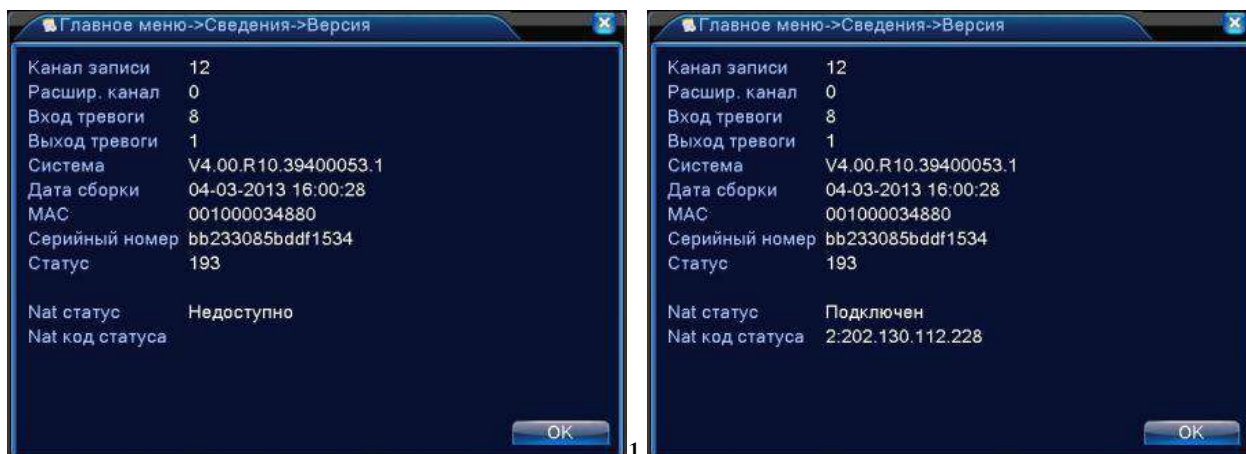 Главное меню->Сведения->Версия
Канал записи 12
Расшир. канал 0
Вход тревоги 8
Выход тревоги 1
Система V4.00.R10.39400053.1
Дата сборки 04-03-2013 16:00:28
MAC 001000034880
Серийный номер bb233085bddf1534
Статус 193
Nat статус Недоступно
Nat код статуса
OK
1
Главное меню->Сведения->Версия
Канал записи 12
Расшир. канал 0
Вход тревоги 8
Выход тревоги 1
Система V4.00.R10.39400053.1
Дата сборки 04-03-2013 16:00:28
MAC 001000034880
Серийный номер bb233085bddf1534
Статус 193
Nat статус Подключен
Nat код статуса 2:202.130.112.228
OK